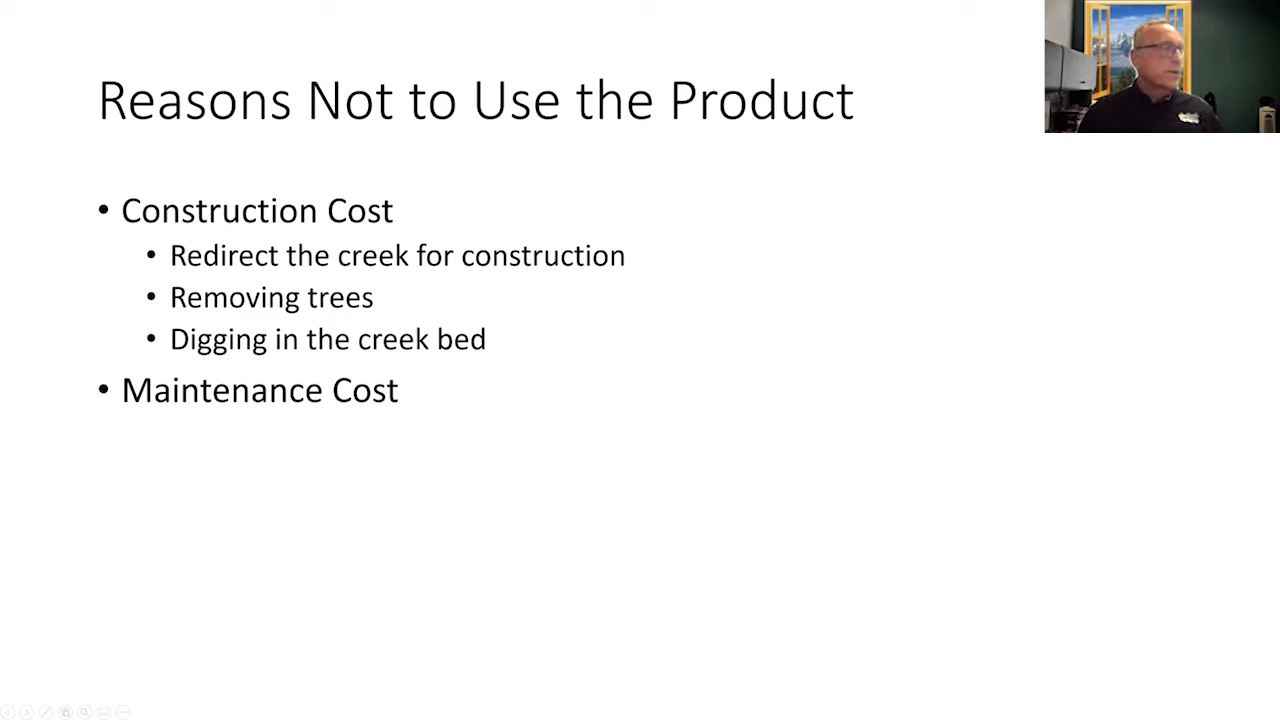 Reasons Not to Use the Product
• Construction Cost
• Redirect the creek for construction
• Removing trees
• Digging in the creek bed
• Maintenance Cost